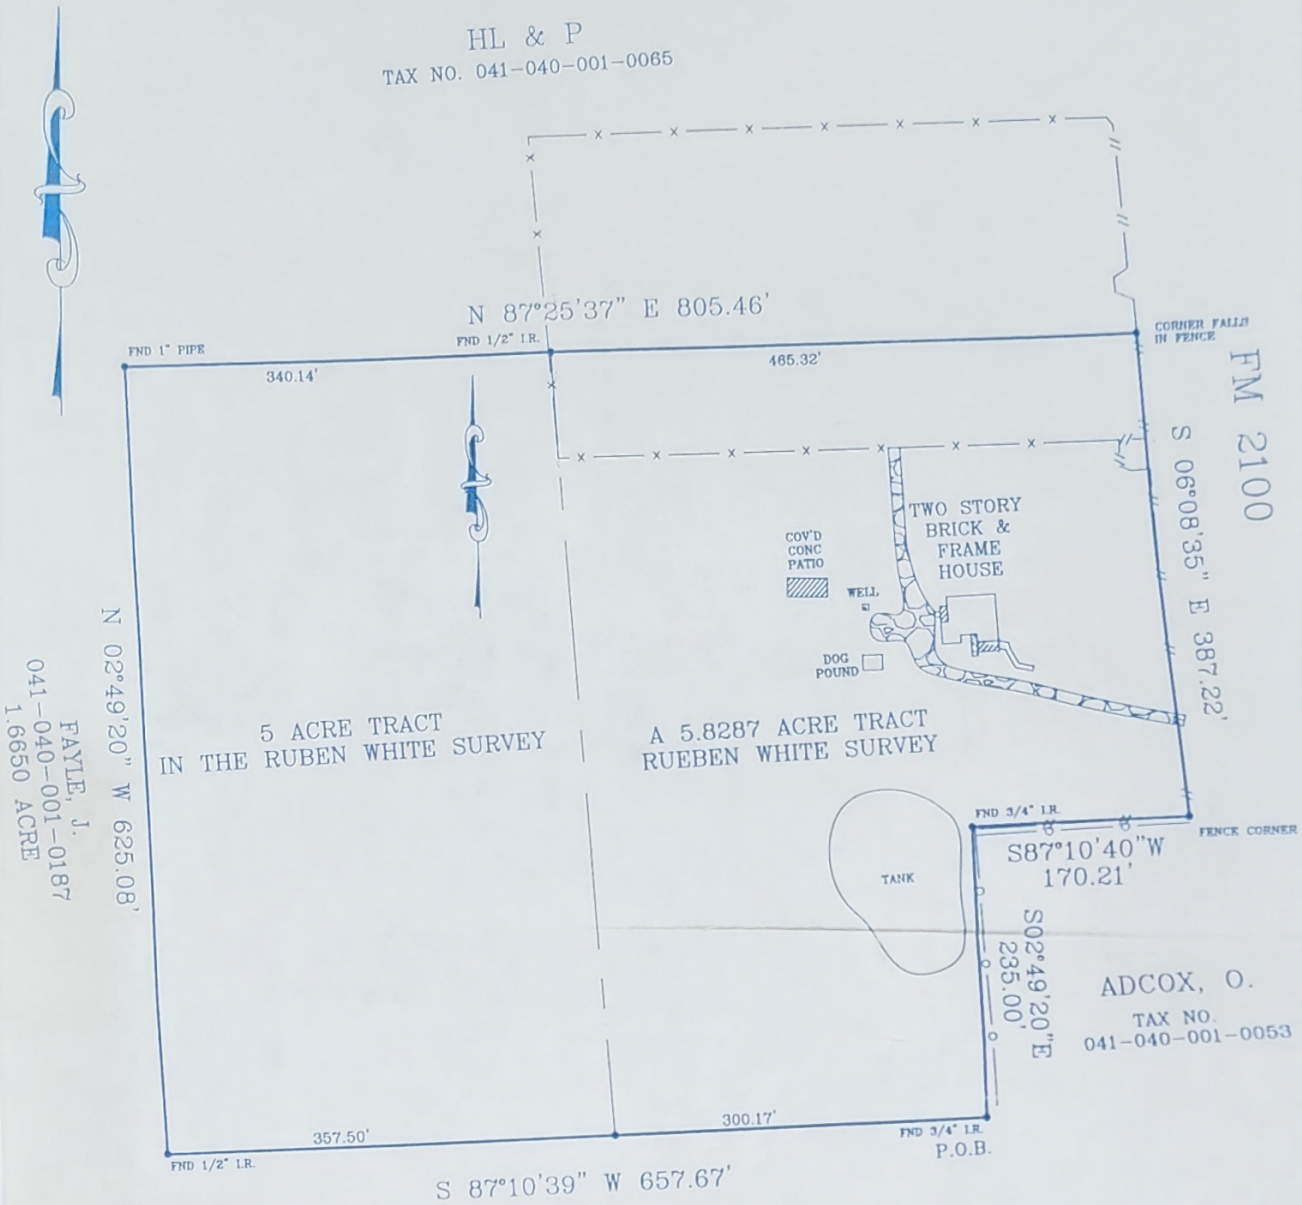 HL & P
TAX NO. 041-040-001-0065
N 87°25'37" E 805.46'
FND 1" PIPE
FND 1/2" I.R.
CORNER FALLS
IN FENCE
340.14'
465.32'
FM 2100
S 06°08'35" E 387.22'
TWO STORY
BRICK &
FRAME
HOUSE
COV'D
CONC
PATIO
WELL
DOG
POUND
N 02°49'20" W 625.08'
FAYLE, J.
041-040-001-0187
1.6650 ACRE
5 ACRE TRACT
IN THE RUBEN WHITE SURVEY
A 5.8287 ACRE TRACT
RUEBEN WHITE SURVEY
FND 3/4" I.R.
FENCE CORNER
S87°10'40"W
170.21'
TANK
S02°49'20"E
235.00'
ADCOX, O.
TAX NO.
041-040-001-0053
357.50'
300.17'
FND 3/4" I.R.
P.O.B.
FND 1/2" I.R.
S 87°10'39" W 657.67'